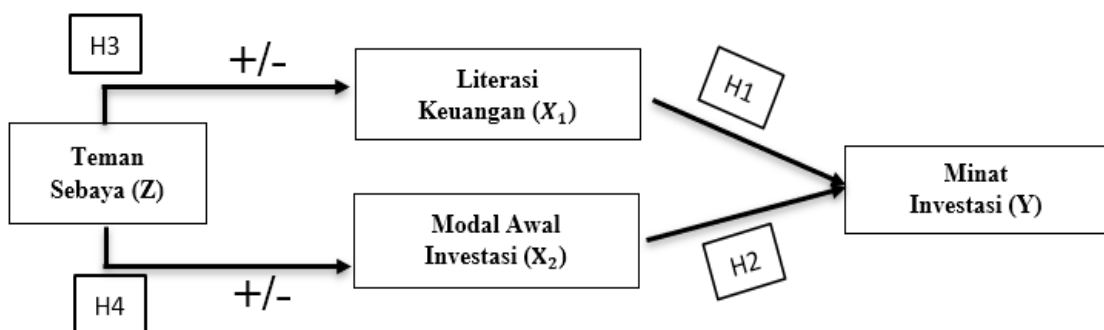 H3
+/-
Literasi
Keuangan (X₁)
H1
Teman
Sebaya (Z)
Minat
Investasi (Y)
Modal Awal
Investasi (X₂)
H2
H4
+/-